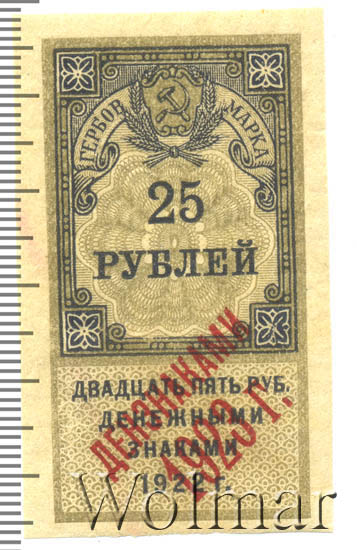 ГЕРБОВ. МАРКА
25
РУБЛЕЙ
ДВАДЦАТЬ ПЯТЬ РУБ.
ДЕНЕЖНЫМИ
ЗНАКАМИ
1922 г.
ДЕНЗНАКАМИ
1923 г.
Wolmar